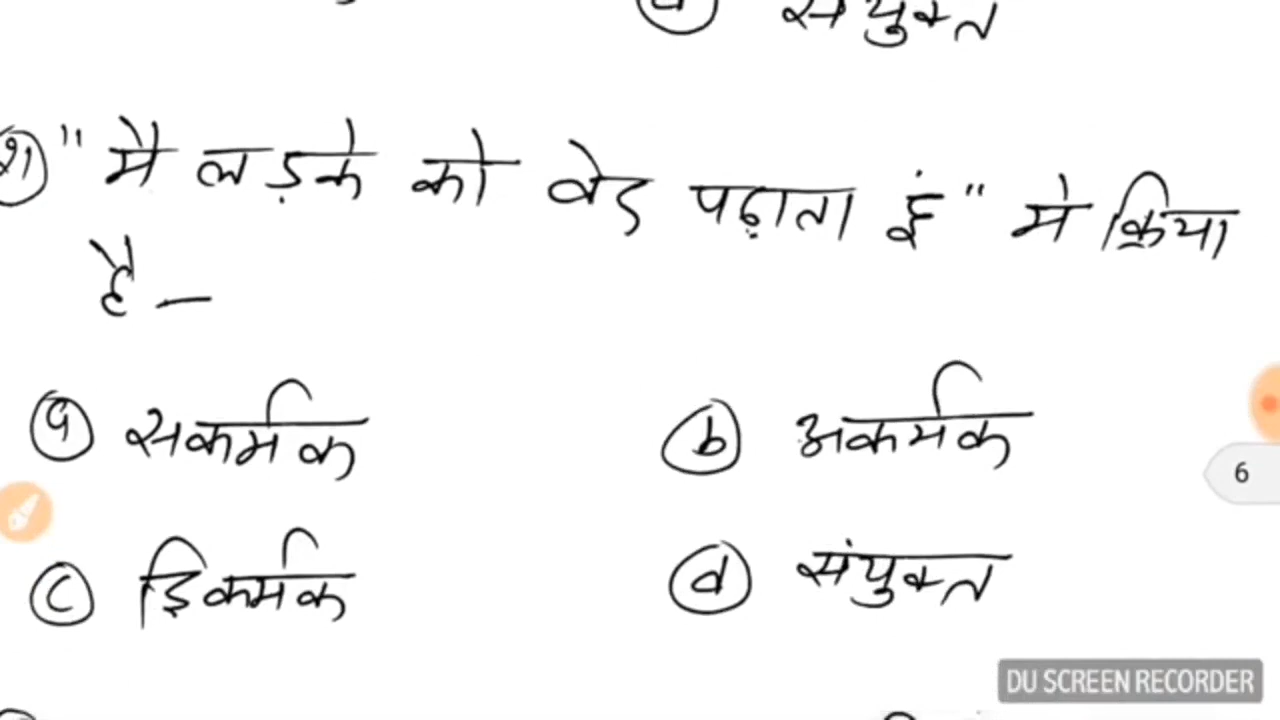 संयुक्त
"मै लड़के को वेद पढ़ाता हूं" मे क्रिया
है -
a सकर्मक
b अकर्मक
c द्विकर्मक
d संयुक्त
6
DU SCREEN RECORDER